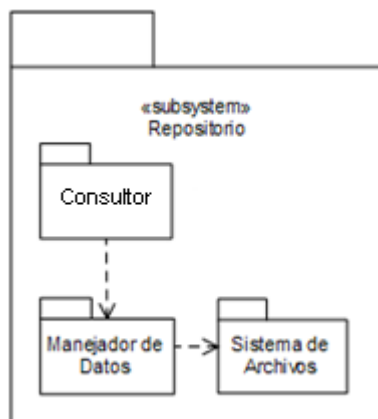 «subsystem»
Repositorio
Consultor
Manejador de
Datos
Sistema de
Archivos